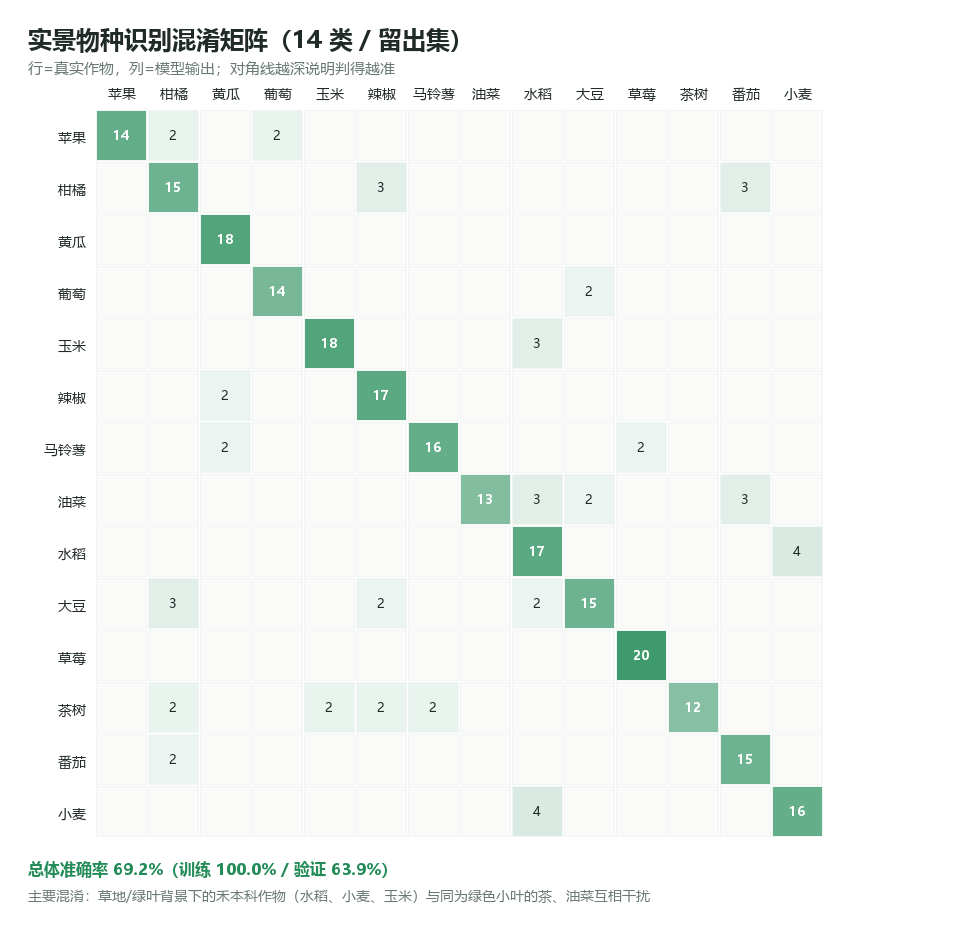 实景物种识别混淆矩阵（14 类 / 留出集）
行=真实作物，列=模型输出；对角线越深说明判得越准
苹果 柑橘 黄瓜 葡萄 玉米 辣椒 马铃薯 油菜 水稻 大豆 草莓 茶树 番茄 小麦
苹果 14 2 2
柑橘 15 3 3
黄瓜 18
葡萄 14 2
玉米 18 3
辣椒 2 17
马铃薯 2 16 2
油菜 13 3 2 3
水稻 17 4
大豆 3 2 2 15
草莓 20
茶树 2 2 2 2 12
番茄 2 15
小麦 4 16
总体准确率 69.2%（训练 100.0% / 验证 63.9%）
主要混淆：草地/绿叶背景下的禾本科作物（水稻、小麦、玉米）与同为绿色小叶的茶、油菜互相干扰